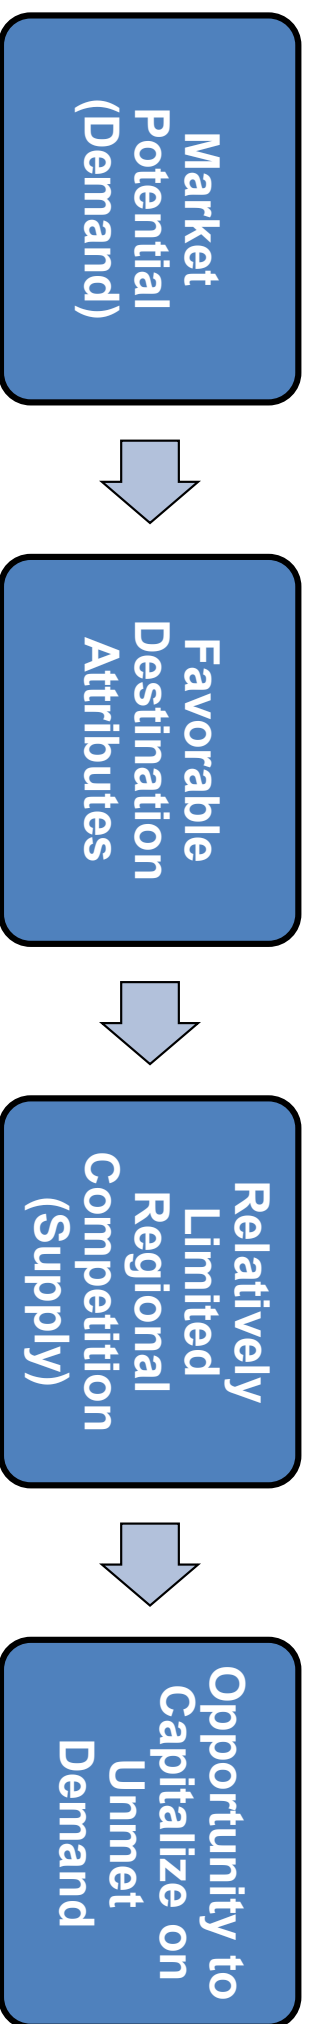 Market
Potential
(Demand)
Favorable
Destination
Attributes
Relatively
Limited
Regional
Competition
(Supply)
Opportunity to
Capitalize on
Unmet
Demand